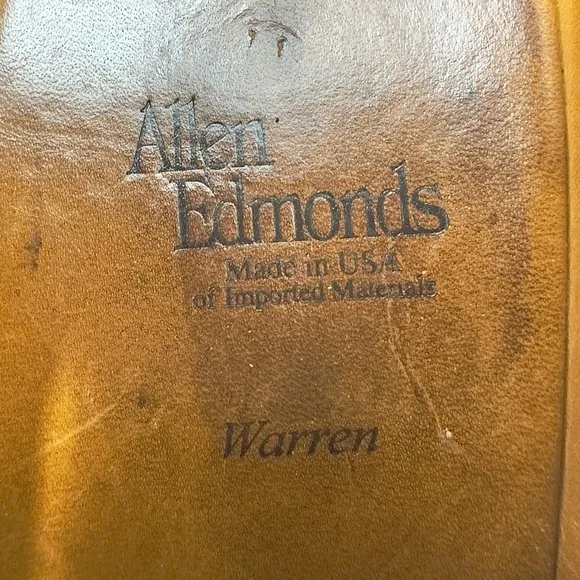 Allen
Edmonds
Made in USA
of Imported Materials
Warren